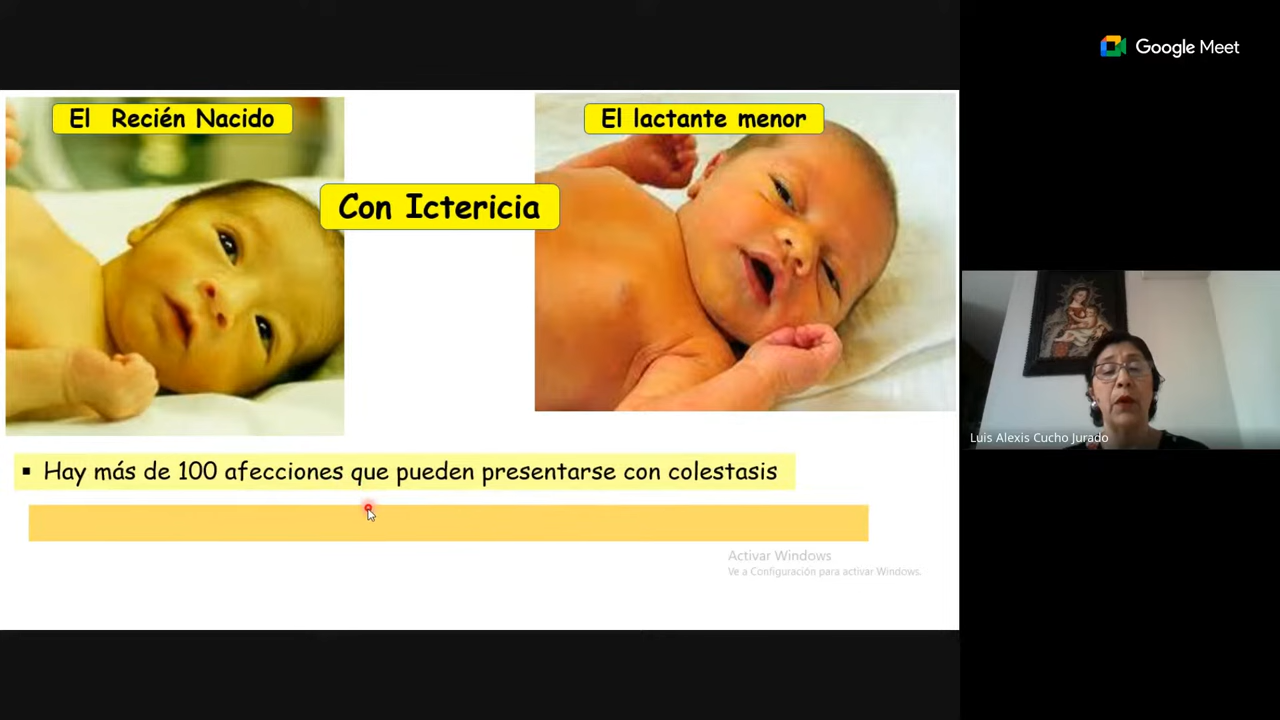 Google Meet
El Recién Nacido
El lactante menor
Con Ictericia
▪ Hay más de 100 afecciones que pueden presentarse con colestasis
Activar Windows
Ve a Configuración para activar Windows.
Luis Alexis Cucho Jurado